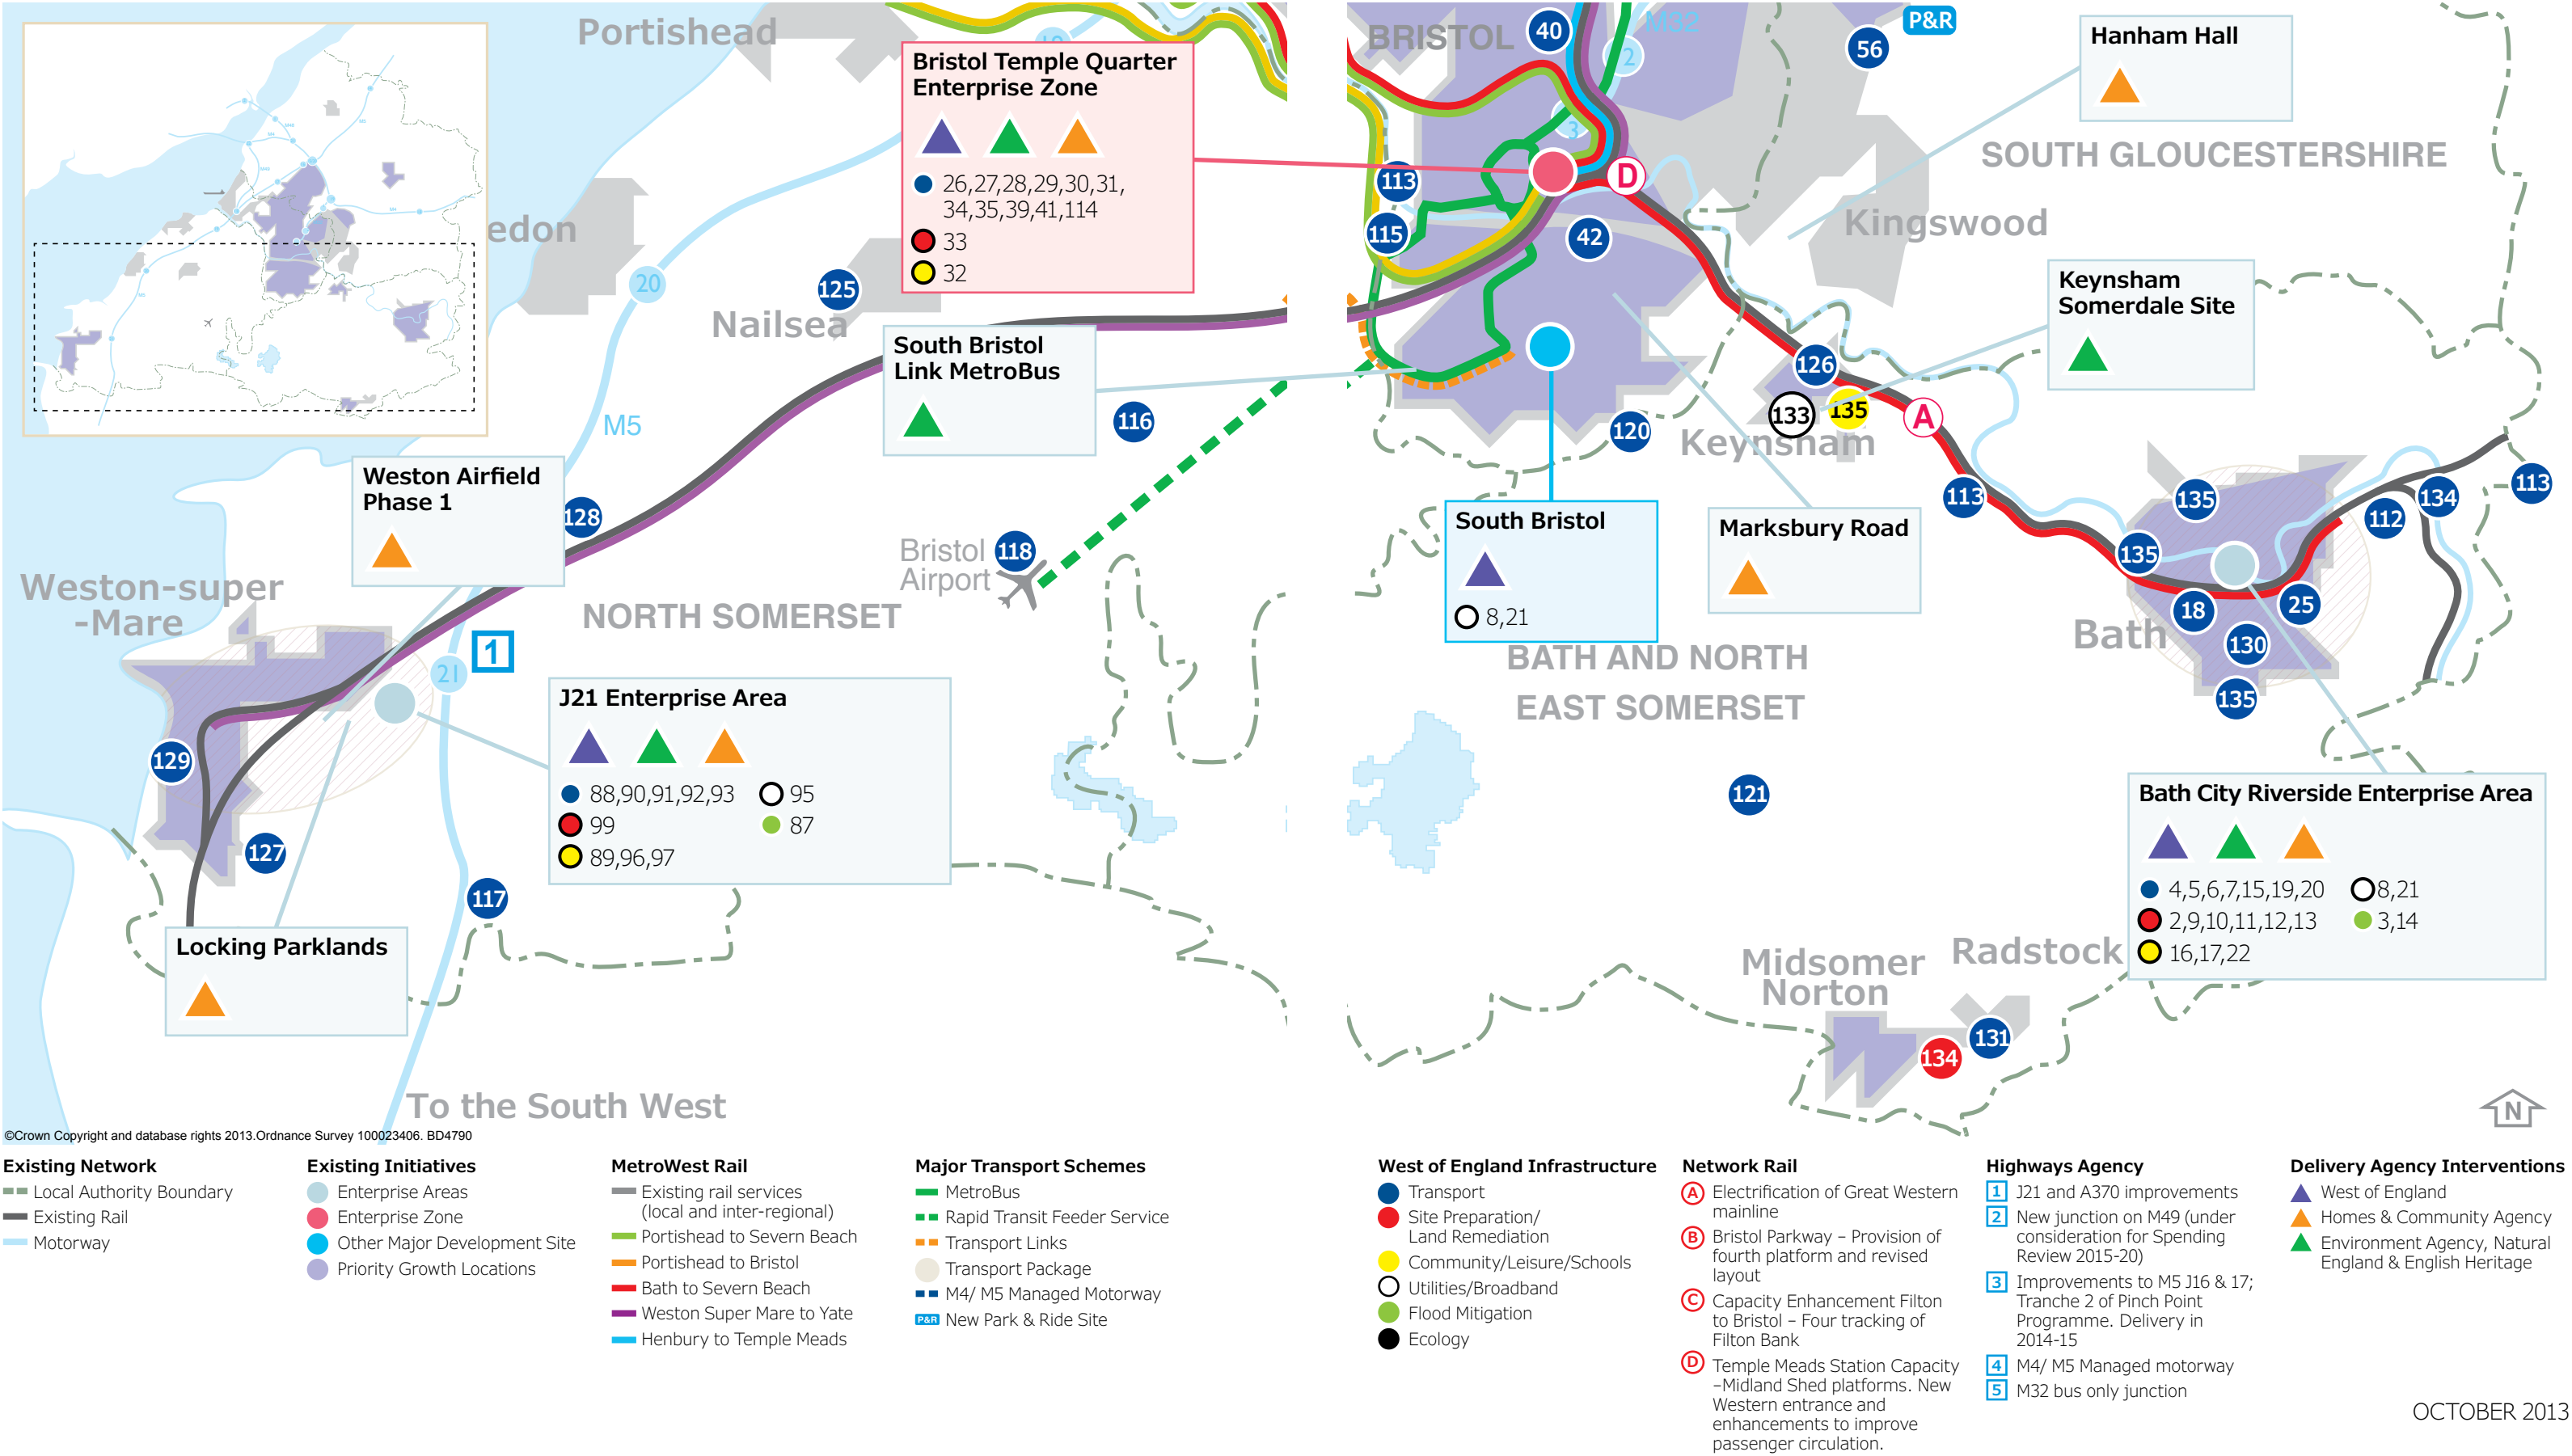 Portishead
19
BRISTOL
40
M32
2
56
P&R
Hanham Hall
Bristol Temple Quarter
Enterprise Zone
26,27,28,29,30,31,
34,35,39,41,114
33
32
3
113
D
SOUTH GLOUCESTERSHIRE
Kingswood
edon
115
42
20
125
Nailsea
Keynsham
Somerdale Site
South Bristol
Link MetroBus
126
133
135
A
116
M5
120
Keynsham
Weston Airfield
Phase 1
128
113
135
134
113
112
South Bristol
8,21
Marksbury Road
Bristol
Airport
118
135
Weston-super
-Mare
NORTH SOMERSET
18
25
Bath
130
135
BATH AND NORTH
EAST SOMERSET
1
21
J21 Enterprise Area
88,90,91,92,93
95
99
87
89,96,97
129
127
121
Bath City Riverside Enterprise Area
4,5,6,7,15,19,20
8,21
2,9,10,11,12,13
3,14
16,17,22
117
Locking Parklands
Midsomer
Norton
Radstock
134
131
To the South West
N
©Crown Copyright and database rights 2013.Ordnance Survey 100023406. BD4790
Existing Network
Local Authority Boundary
Existing Rail
Motorway
Existing Initiatives
Enterprise Areas
Enterprise Zone
Other Major Development Site
Priority Growth Locations
MetroWest Rail
Existing rail services
(local and inter-regional)
Portishead to Severn Beach
Portishead to Bristol
Bath to Severn Beach
Weston Super Mare to Yate
Henbury to Temple Meads
Major Transport Schemes
MetroBus
Rapid Transit Feeder Service
Transport Links
Transport Package
M4/ M5 Managed Motorway
P&R New Park & Ride Site
West of England Infrastructure
Transport
Site Preparation/
Land Remediation
Community/Leisure/Schools
Utilities/Broadband
Flood Mitigation
Ecology
Network Rail
A Electrification of Great Western
mainline
B Bristol Parkway – Provision of
fourth platform and revised
layout
C Capacity Enhancement Filton
to Bristol – Four tracking of
Filton Bank
D Temple Meads Station Capacity
–Midland Shed platforms. New
Western entrance and
enhancements to improve
passenger circulation.
Highways Agency
1 J21 and A370 improvements
2 New junction on M49 (under
consideration for Spending
Review 2015-20)
3 Improvements to M5 J16 & 17;
Tranche 2 of Pinch Point
Programme. Delivery in
2014-15
4 M4/ M5 Managed motorway
5 M32 bus only junction
Delivery Agency Interventions
West of England
Homes & Community Agency
Environment Agency, Natural
England & English Heritage
OCTOBER 2013